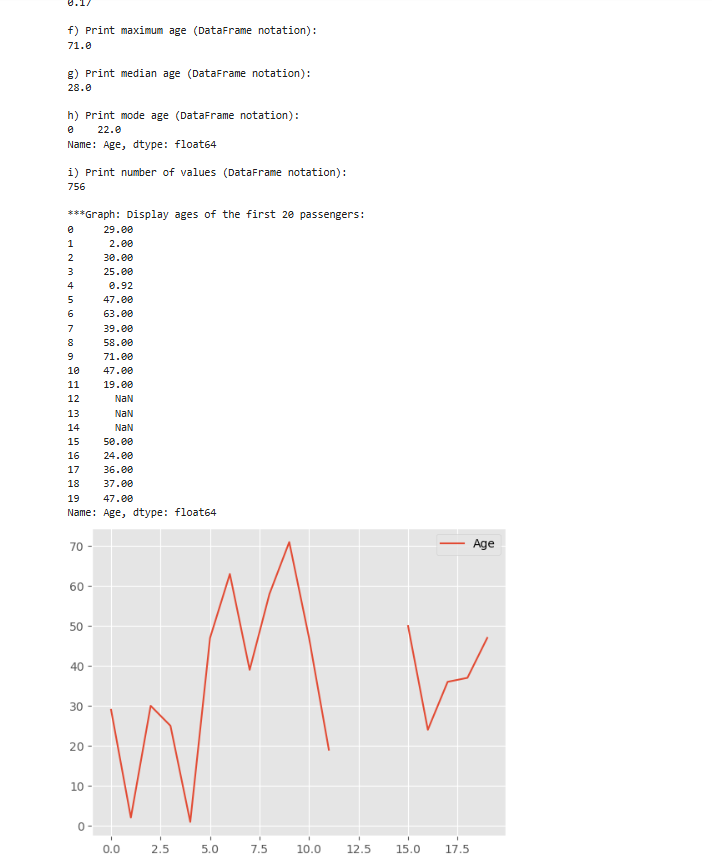 0.17
f) Print maximum age (DataFrame notation):
71.0
g) Print median age (DataFrame notation):
28.0
h) Print mode age (DataFrame notation):
0    22.0
Name: Age, dtype: float64
i) Print number of values (DataFrame notation):
756
***Graph: Display ages of the first 20 passengers:
0     29.00
1      2.00
2     30.00
3     25.00
4      0.92
5     47.00
6     63.00
7     39.00
8     58.00
9     71.00
10    47.00
11    19.00
12      NaN
13      NaN
14      NaN
15    50.00
16    24.00
17    36.00
18    37.00
19    47.00
Name: Age, dtype: float64
Age
70
60
50
40
30
20
10
0
0.0 2.5 5.0 7.5 10.0 12.5 15.0 17.5